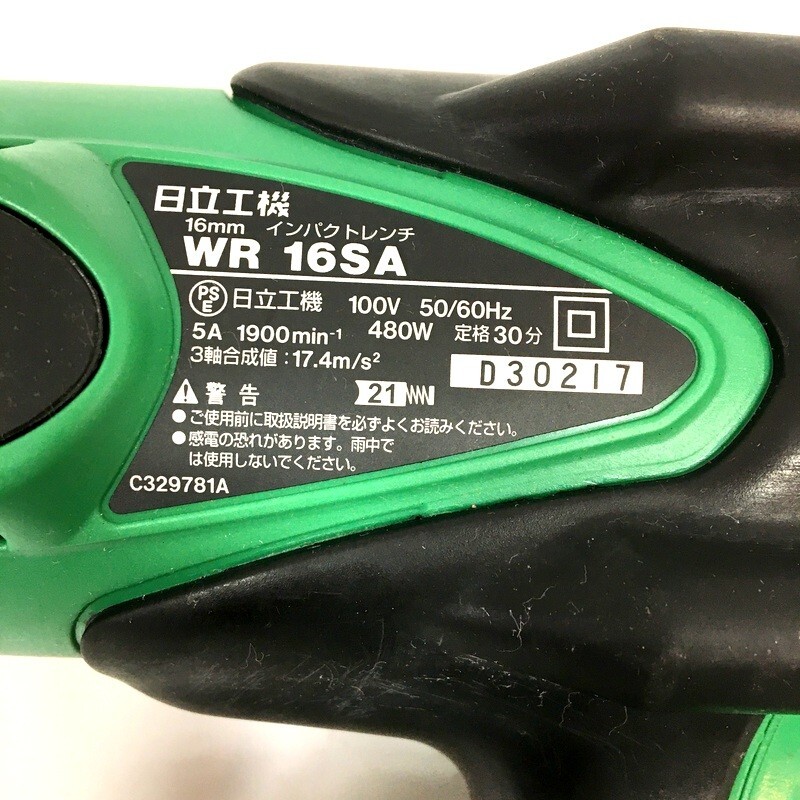 日立工機
16mm インパクトレンチ
WR 16SA
PSE 日立工機 100V 50/60Hz
5A 1900min⁻¹ 480W 定格30分
3軸合成値:17.4m/s²
D30217
警告 21
●ご使用前に取扱説明書を必ずよくお読みください。
●感電の恐れがあります。雨中で
は使用しないでください。
C329781A